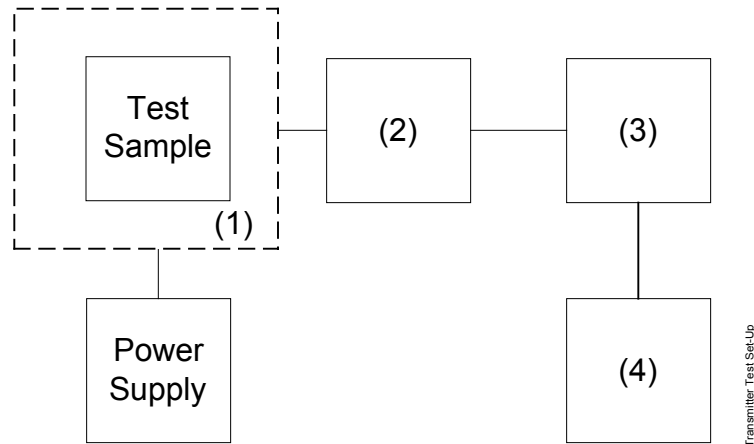 Test
Sample
(1)
(2)
(3)
Power
Supply
(4)
Transmitter Test Set-Up